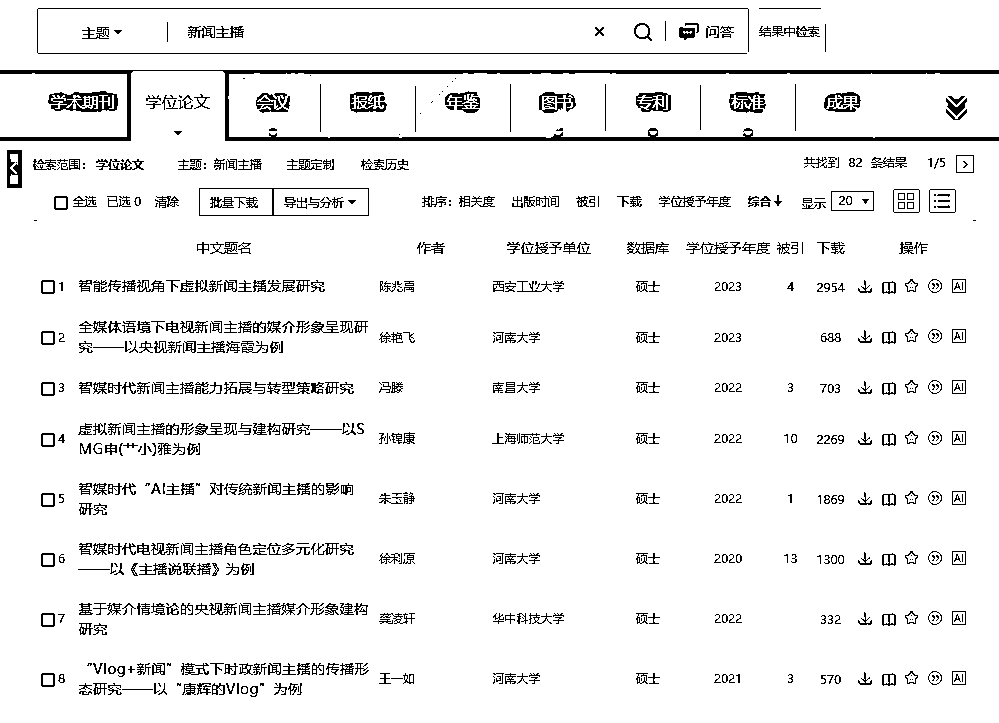 主题 新闻主播 × 问答 结果中检索
学术期刊 学位论文 会议 报纸 年鉴 图书 专利 标准 成果
检索范围：学位论文 主题：新闻主播 主题定制 检索历史 共找到 82 条结果 1/5
全选 已选 0 清除 批量下载 导出与分析 排序：相关度 出版时间 被引 下载 学位授予年度 综合↓ 显示 20
中文题名 作者 学位授予单位 数据库 学位授予年度 被引 下载 操作
1 智能传播视角下虚拟新闻主播发展研究 陈兆禹 西安工业大学 硕士 2023 4 2954 AI
全媒体语境下电视新闻主播的媒介形象呈现研
2 徐艳飞 河南大学 硕士 2023 688 AI
究——以央视新闻主播海霞为例
3 智媒时代新闻主播能力拓展与转型策略研究 冯滕 南昌大学 硕士 2022 3 703 AI
虚拟新闻主播的形象呈现与建构研究——以S
4 孙锦康 上海师范大学 硕士 2022 10 2269 AI
MG申(艹小)雅为例
智媒时代“AI主播”对传统新闻主播的影响
5 朱玉静 河南大学 硕士 2022 1 1869 AI
研究
智媒时代电视新闻主播角色定位多元化研究
6 徐利源 河南大学 硕士 2020 13 1300 AI
——以《主播说联播》为例
基于媒介情境论的央视新闻主播媒介形象建构
7 龚凌轩 华中科技大学 硕士 2022 332 AI
研究
“Vlog+新闻”模式下时政新闻主播的传播形
8 王一如 河南大学 硕士 2021 3 570 AI
态研究——以“康辉的Vlog”为例